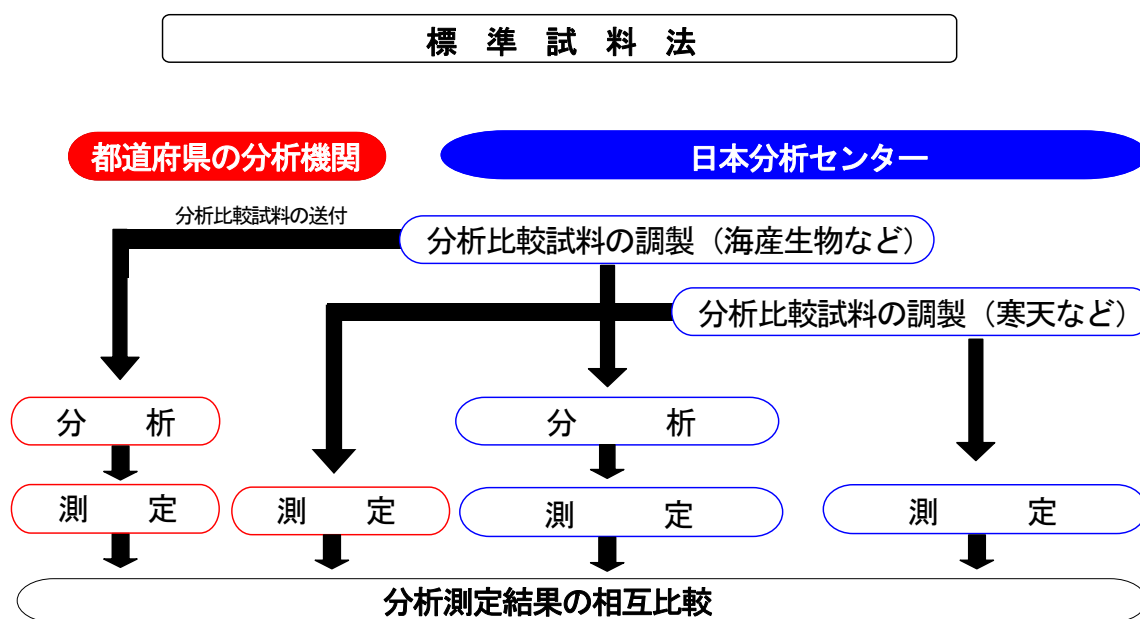 標 準 試 料 法
都道府県の分析機関
日本分析センター
分析比較試料の送付
分析比較試料の調製（海産生物など）
分析比較試料の調製（寒天など）
分 析
分 析
測 定
測 定
測 定
測 定
分析測定結果の相互比較